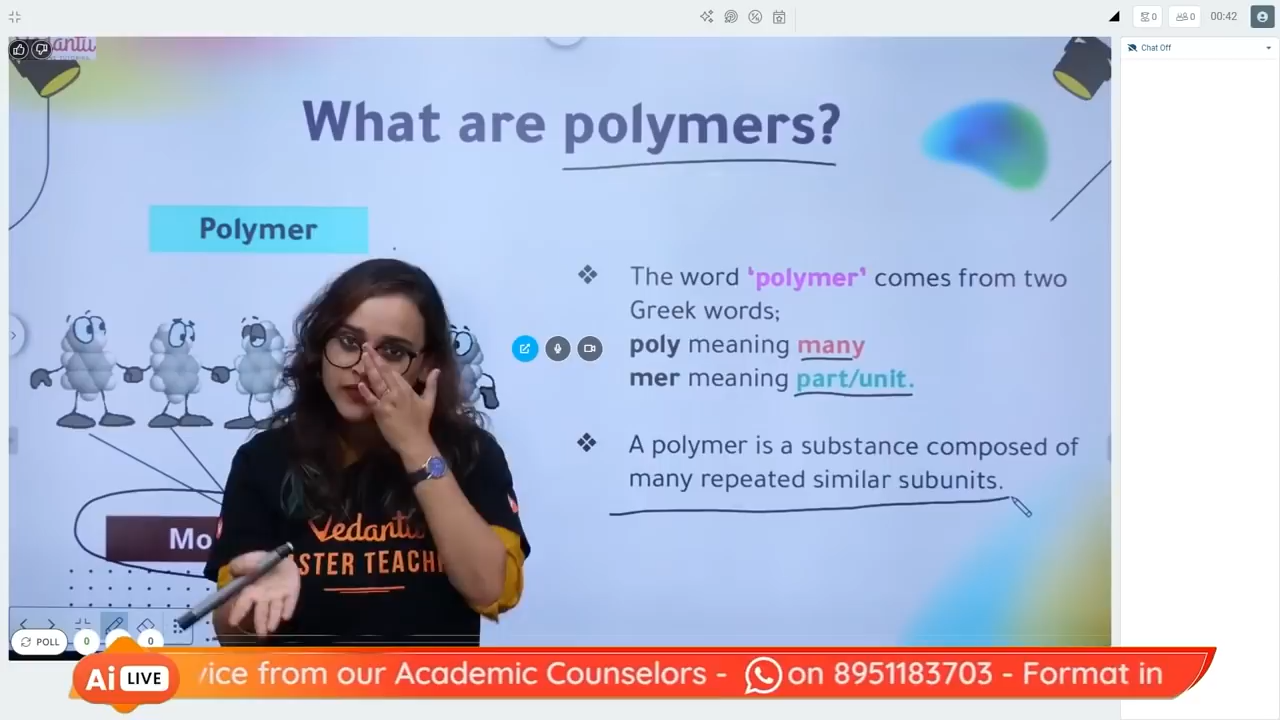 0
0
00:42
Chat Off
What are polymers?
Polymer
The word ‘polymer’ comes from two
Greek words;
poly meaning many
mer meaning part/unit.
A polymer is a substance composed of
many repeated similar subunits.
Mo
Vedantu
STER TEACH
POLL
0
0
Ai LIVE
vice from our Academic Counselors - on 8951183703 - Format in